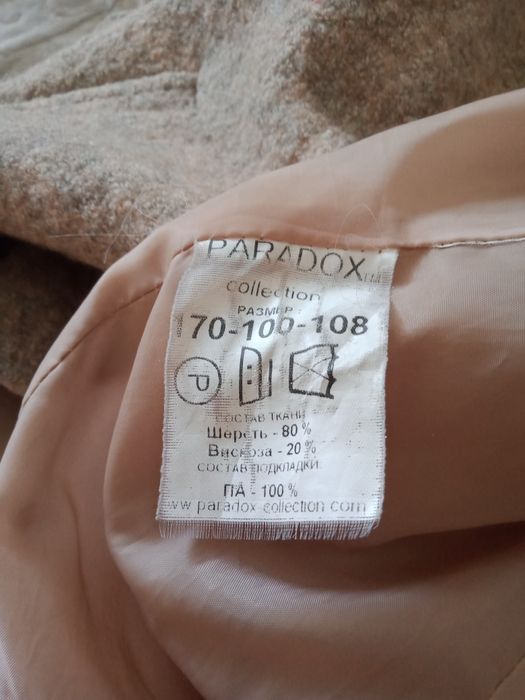 PARADOX Ltd
collection
РАЗМЕР :
170-100-108
P
СОСТАВ ТКАНИ
Шерсть - 80 %
Вискоза - 20 %
СОСТАВ ПОДКЛАДКИ:
ПА - 100 %
www.paradox-collection.com